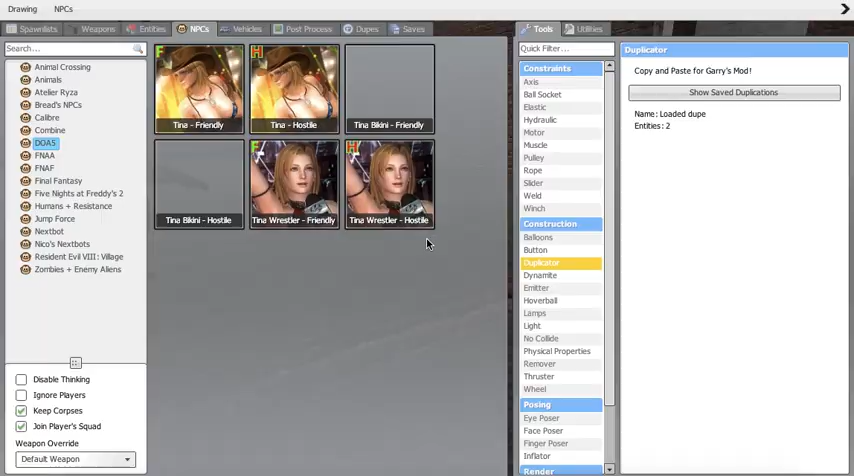 Drawing NPCs
Spawnlists Weapons Entities NPCs Vehicles Post Process Dupes Saves
Search...
Animal Crossing
Animals
Atelier Ryza
Bread's NPCs
Calibre
Combine
DOA5
FNAA
FNAF
Final Fantasy
Five Nights at Freddy's 2
Humans + Resistance
Jump Force
Nextbot
Nico's Nextbots
Resident Evil VIII: Village
Zombies + Enemy Aliens
Disable Thinking
Ignore Players
Keep Corpses
Join Player's Squad
Weapon Override
Default Weapon
F
Tina - Friendly
H
Tina - Hostile
Tina Bikini - Friendly
Tina Bikini - Hostile
F
Tina Wrestler - Friendly
H
Tina Wrestler - Hostile
Tools Utilities
Quick Filter...
Constraints
Axis
Ball Socket
Elastic
Hydraulic
Motor
Muscle
Pulley
Rope
Slider
Weld
Winch
Construction
Balloons
Button
Duplicator
Dynamite
Emitter
Hoverball
Lamps
Light
No Collide
Physical Properties
Remover
Thruster
Wheel
Posing
Eye Poser
Face Poser
Finger Poser
Inflator
Render
Duplicator
Copy and Paste for Garry's Mod!
Show Saved Duplications
Name: Loaded dupe
Entities: 2